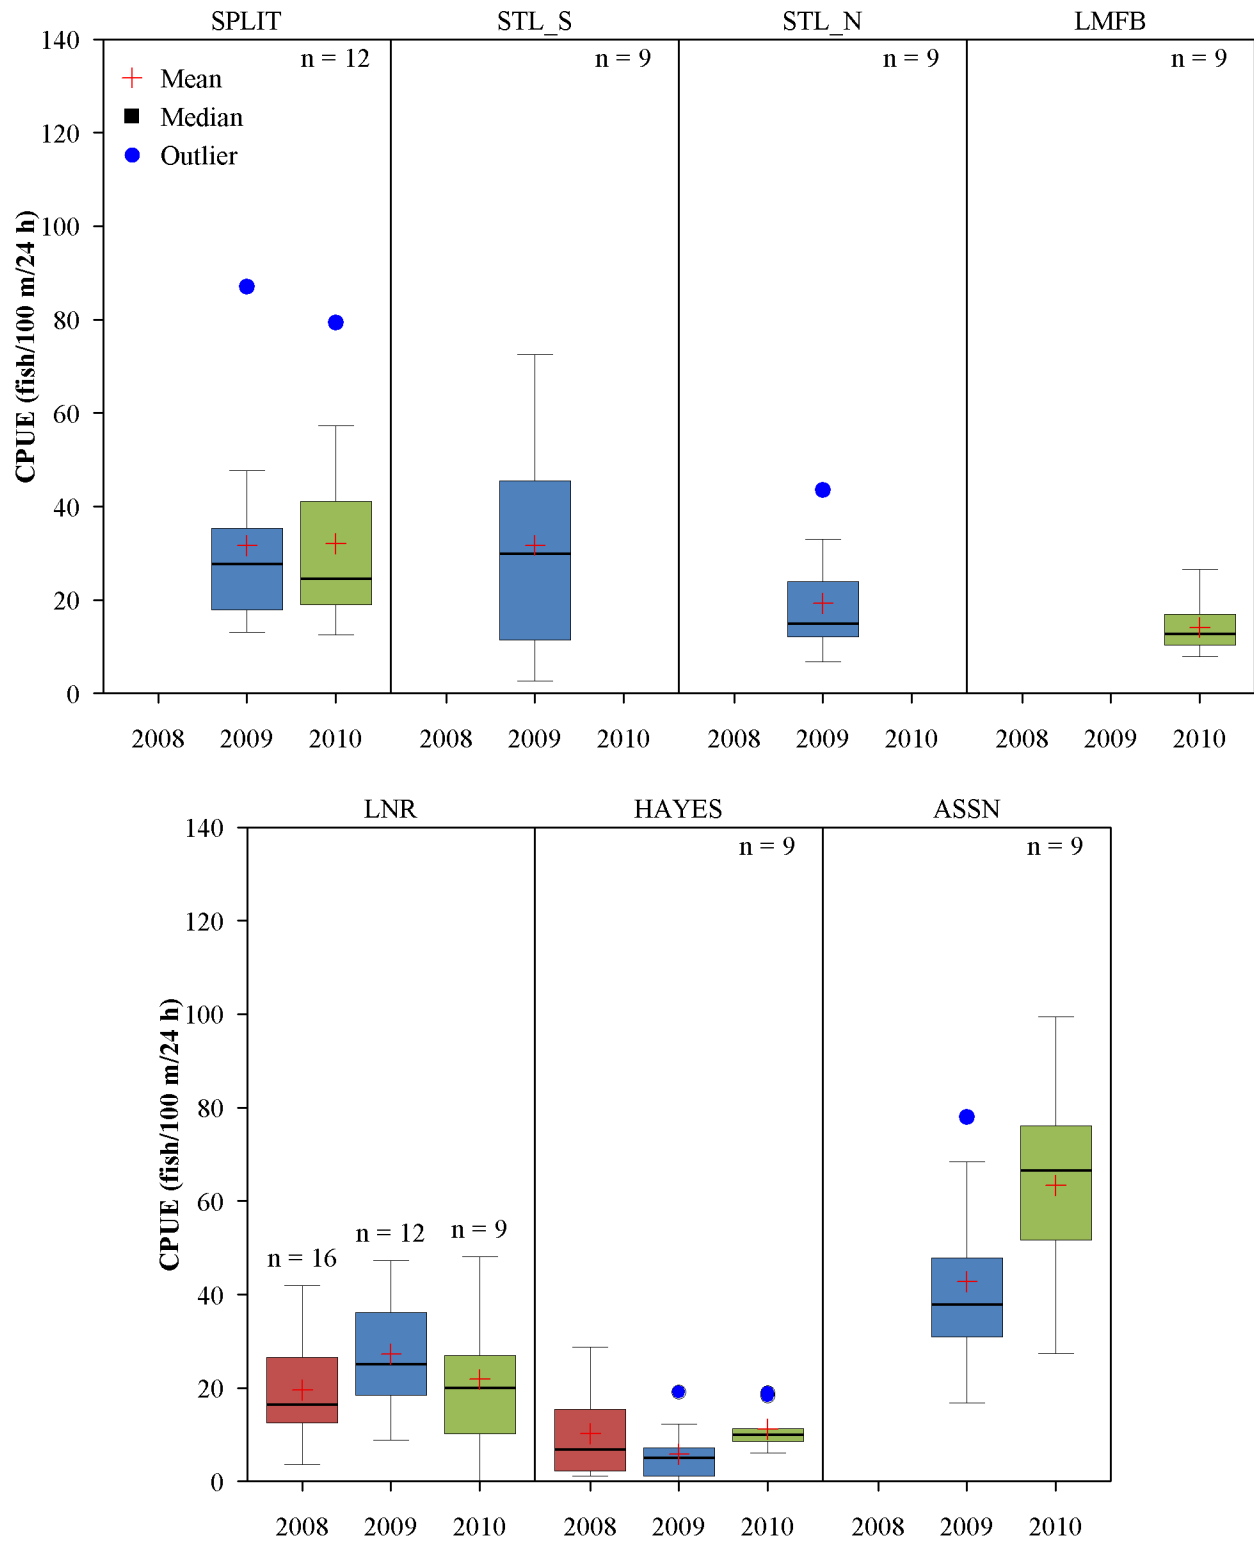 SPLIT STL_S STL_N LMFB
140 n = 12 n = 9 n = 9 n = 9
Mean
120 Median
Outlier
100
80
60
40
20
0
CPUE (fish/100 m/24 h)
2008 2009 2010 2008 2009 2010 2008 2009 2010 2008 2009 2010
LNR HAYES ASSN
140 n = 9 n = 9
120
100
80
60
n = 16 n = 12 n = 9
40
20
0
CPUE (fish/100 m/24 h)
2008 2009 2010 2008 2009 2010 2008 2009 2010